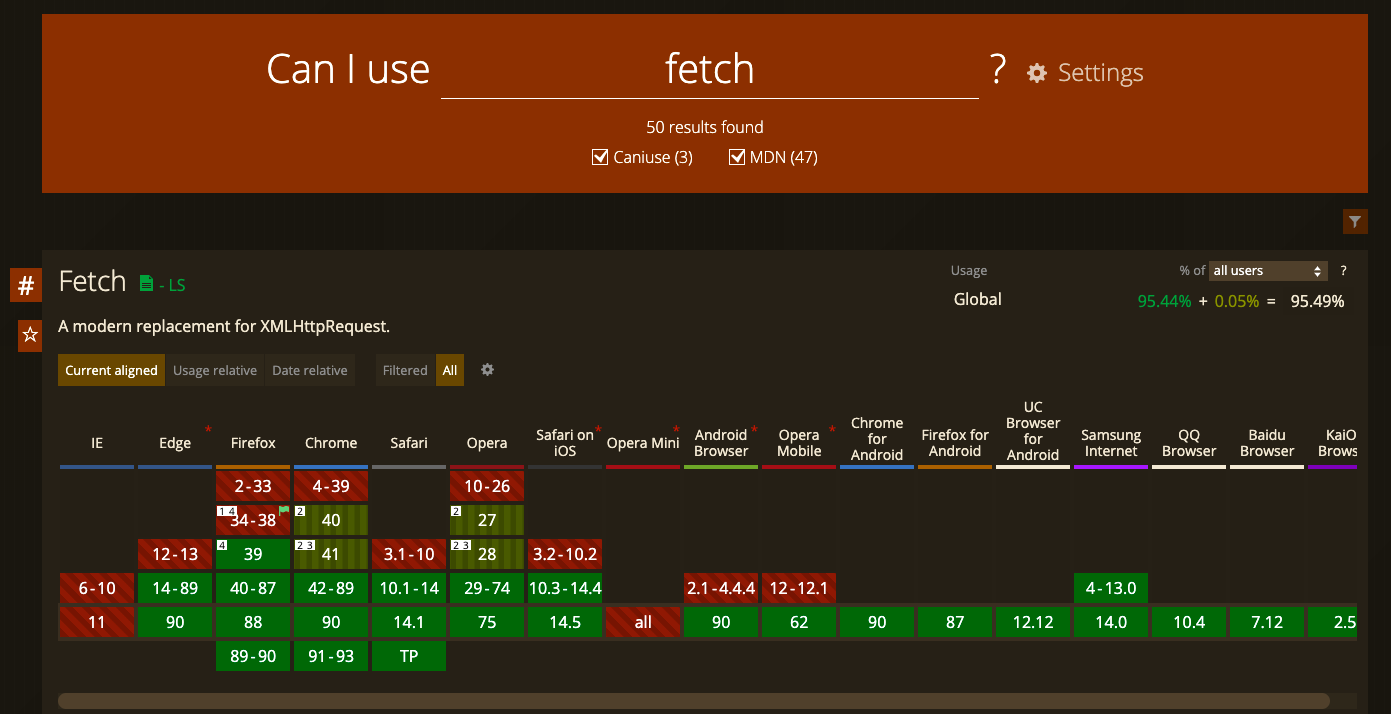 Can I use fetch ? Settings
50 results found
Caniuse (3) MDN (47)
# Fetch - LS
Usage % of all users ?
Global 95.44% + 0.05% = 95.49%
A modern replacement for XMLHttpRequest.
Current aligned Usage relative Date relative Filtered All
IE Edge * Firefox Chrome Safari Opera Safari on iOS * Opera Mini * Android Browser * Opera Mobile * Chrome for Android Firefox for Android UC Browser for Android Samsung Internet QQ Browser Baidu Browser KaiO Brows
2-33 4-39 10-26
1 4 34-38 2 40 2 27
12-13 4 39 2 3 41 3.1-10 2 3 28 3.2-10.2
6-10 14-89 40-87 42-89 10.1-14 29-74 10.3-14.4 2.1-4.4.4 12-12.1 4-13.0
11 90 88 90 14.1 75 14.5 all 90 62 90 87 12.12 14.0 10.4 7.12 2.5
89-90 91-93 TP